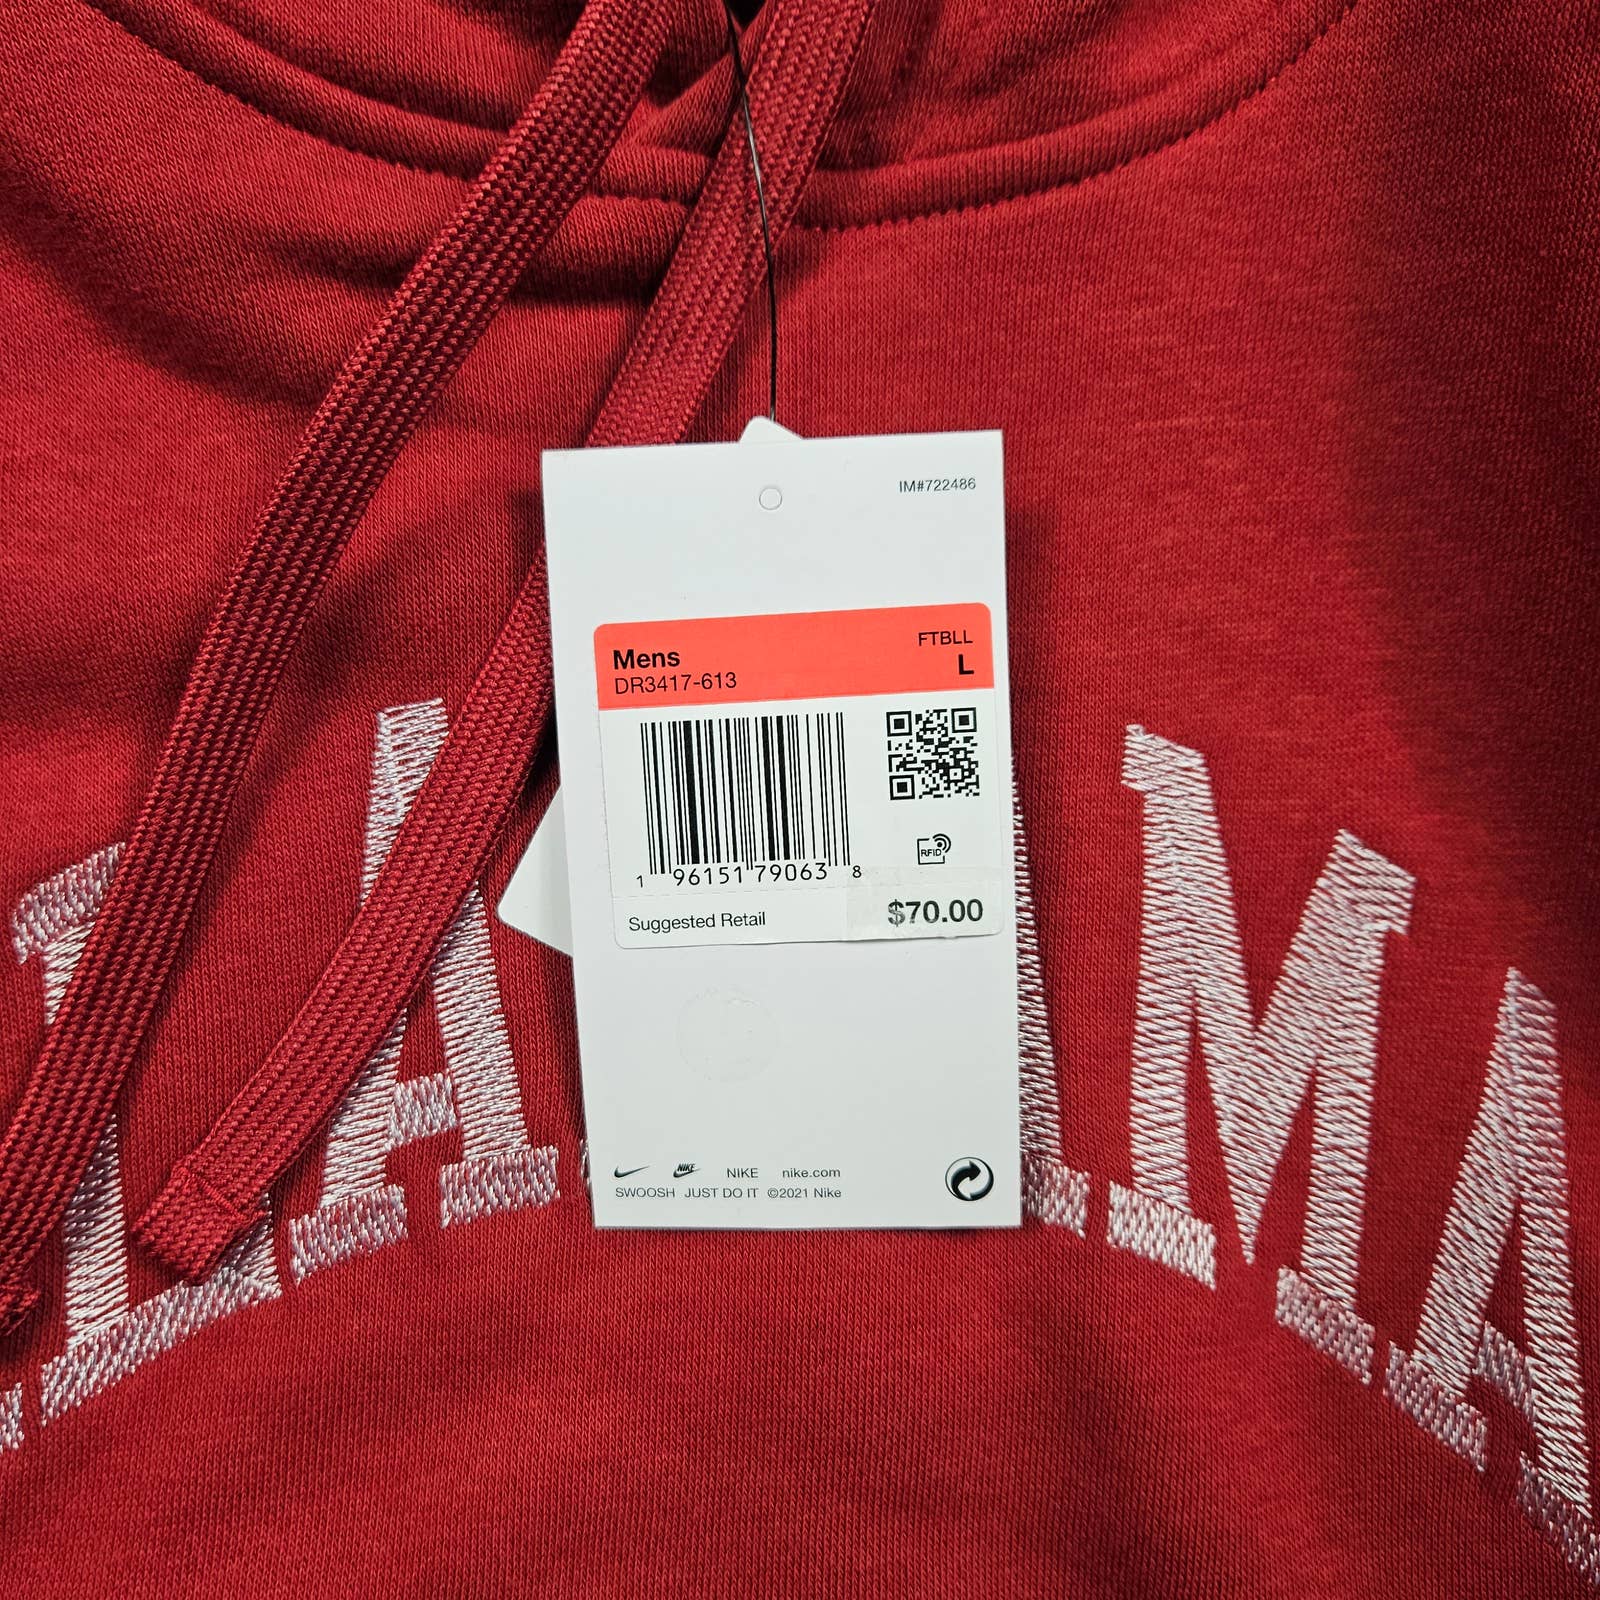 IM#722486
Mens FTBLL
DR3417-613 L
RFID
1 96151 79063 8
Suggested Retail $70.00
NIKE NIKE nike.com
SWOOSH JUST DO IT ©2021 Nike
LA AMA